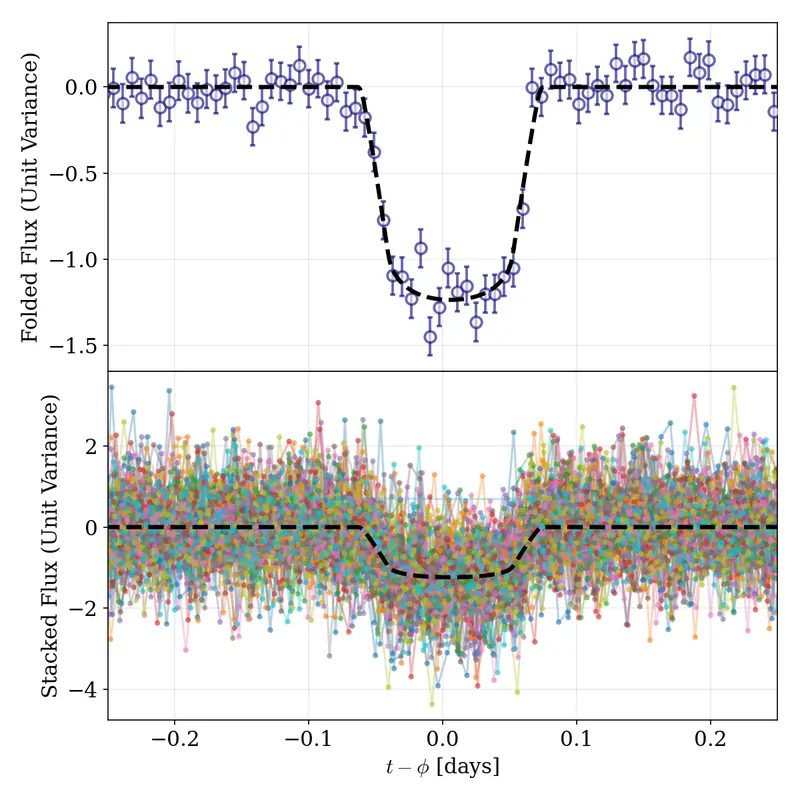 Folded Flux (Unit Variance)
0.0
−0.5
−1.0
−1.5
Stacked Flux (Unit Variance)
2
0
−2
−4
−0.2 −0.1 0.0 0.1 0.2
t − ϕ [days]